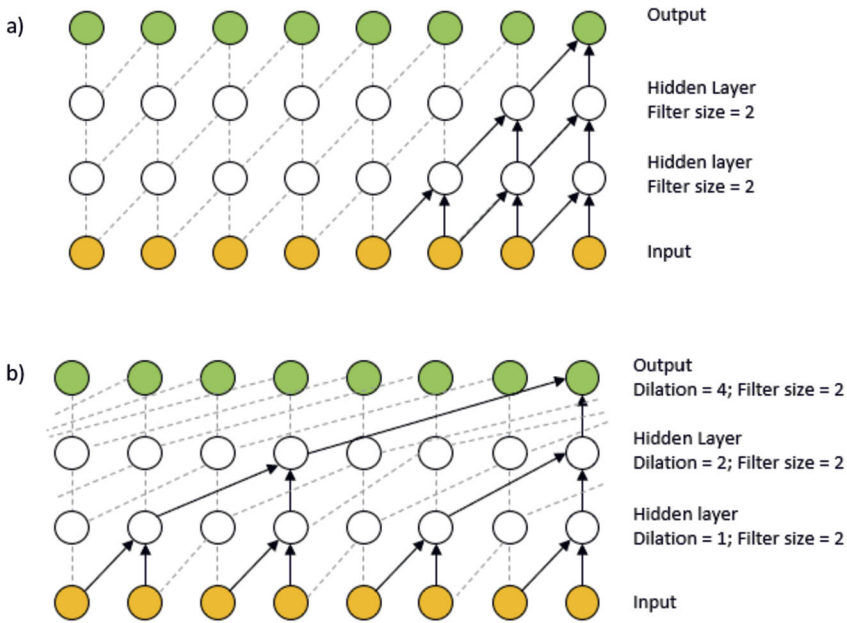 a)
Output
Hidden Layer
Filter size = 2
Hidden layer
Filter size = 2
Input
b)
Output
Dilation = 4; Filter size = 2
Hidden Layer
Dilation = 2; Filter size = 2
Hidden layer
Dilation = 1; Filter size = 2
Input